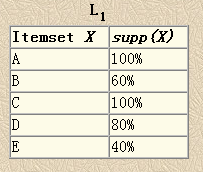 L1
Itemset X supp(X)
A 100%
B 60%
C 100%
D 80%
E 40%